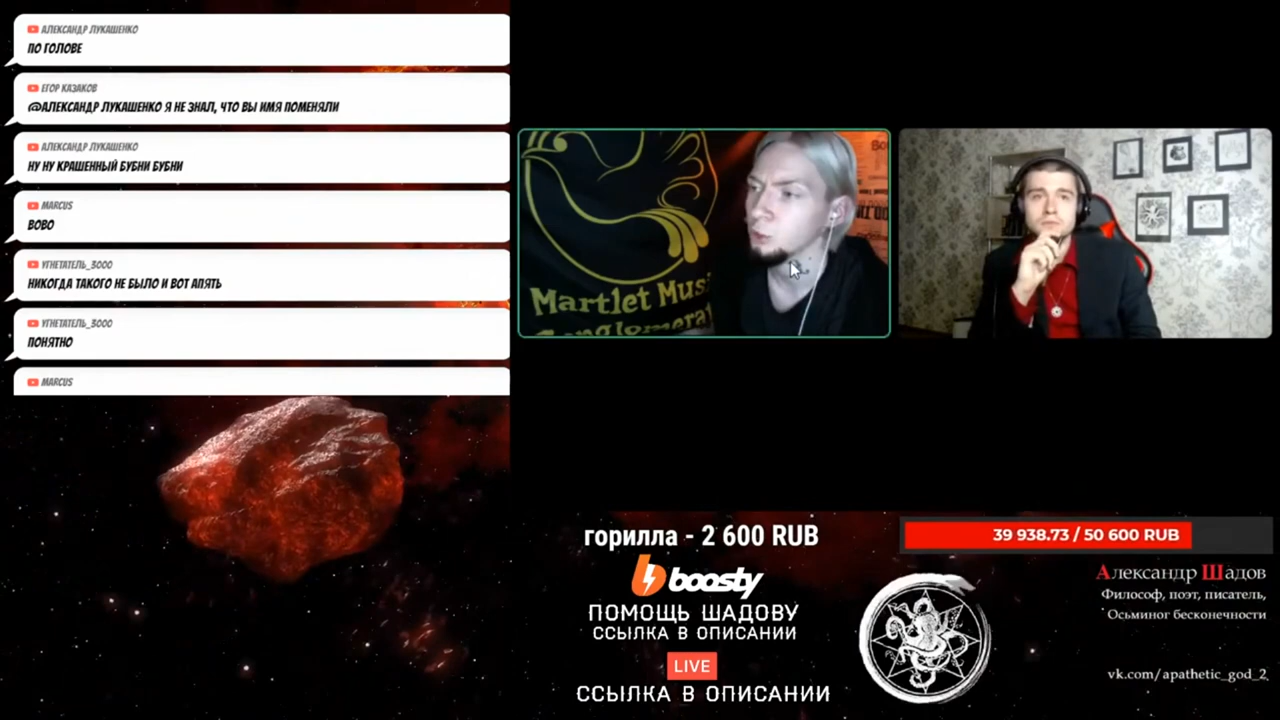 АЛЕКСАНДР ЛУКАШЕНКО
ПО ГОЛОВЕ
ЕГОР КАЗАКОВ
@АЛЕКСАНДР ЛУКАШЕНКО Я НЕ ЗНАЛ, ЧТО ВЫ ИМЯ ПОМЕНЯЛИ
АЛЕКСАНДР ЛУКАШЕНКО
НУ НУ КРАШЕННЫЙ БУБНИ БУБНИ
MARCUS
ВОВО
УГНЕТАТЕЛЬ_3000
НИКОГДА ТАКОГО НЕ БЫЛО И ВОТ АПЯТЬ
УГНЕТАТЕЛЬ_3000
ПОНЯТНО
MARCUS
Martlet Musi
горилла - 2 600 RUB
boosty
ПОМОЩЬ ШАДОВУ
ССЫЛКА В ОПИСАНИИ
LIVE
ССЫЛКА В ОПИСАНИИ
39 938.73 / 50 600 RUB
Александр Шадов
Философ, поэт, писатель,
Осьминог бесконечности
vk.com/apathetic_god_2